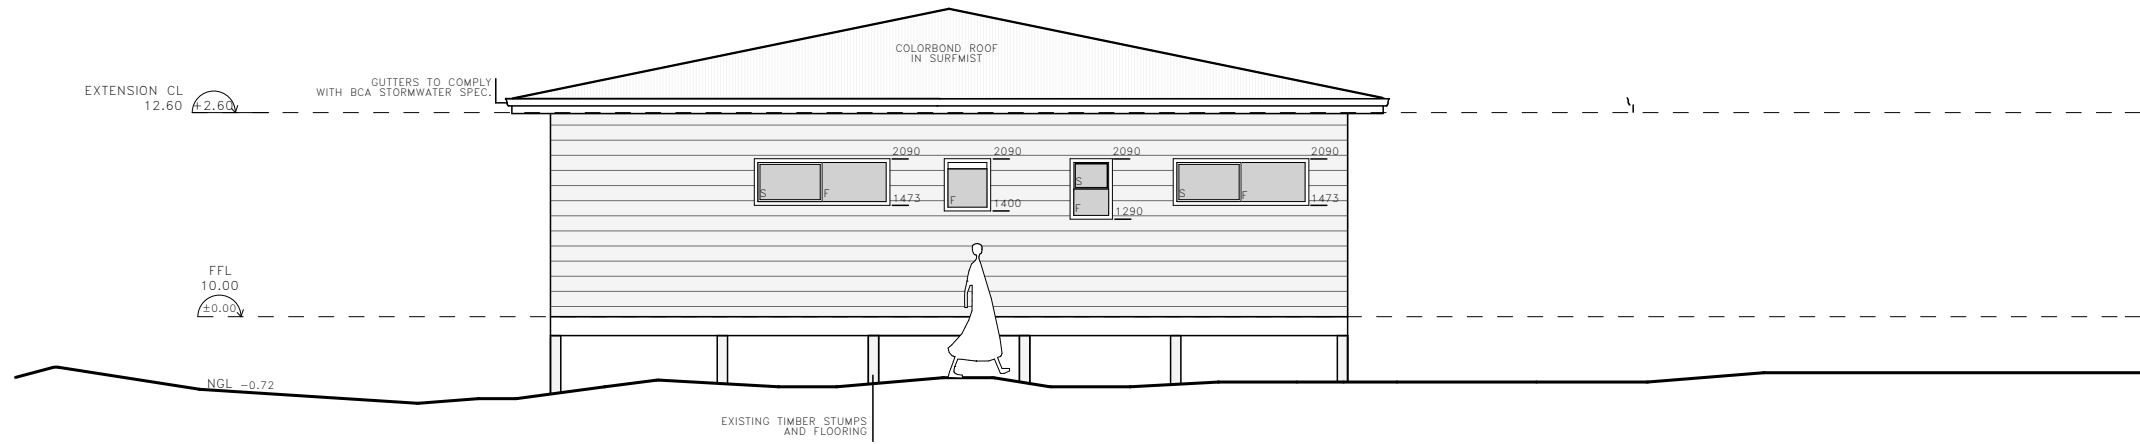 COLORBOND ROOF
IN SURFMIST
GUTTERS TO COMPLY
WITH BCA STORMWATER SPEC.
EXTENSION CL
12.60
+2.60
2090
2090
2090
2090
S
F
1473
F
1400
S
F
1290
S
F
1473
FFL
10.00
±0.00
NGL -0.72
EXISTING TIMBER STUMPS
AND FLOORING